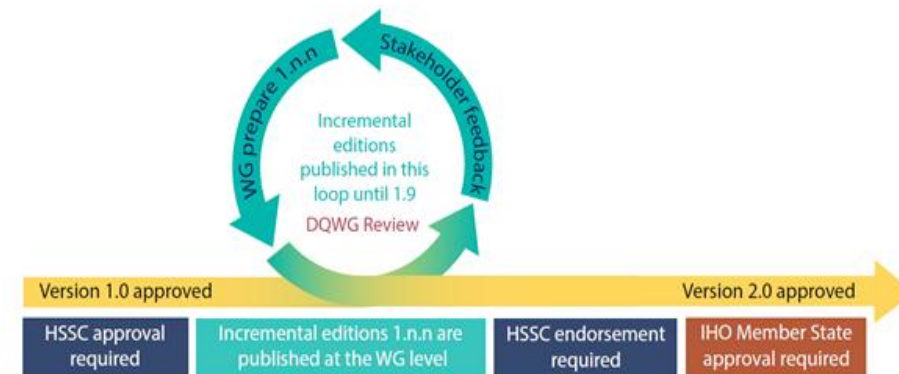 WG prepare 1.n.n
Stakeholder feedback
Incremental
editions
published in this
loop until 1.9
DQWG Review
Version 1.0 approved
Version 2.0 approved
HSSC approval
required
Incremental editions 1.n.n are
published at the WG level
HSSC endorsement
required
IHO Member State
approval required